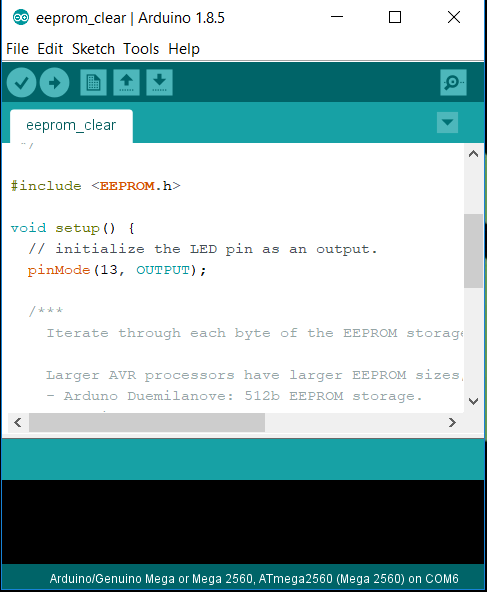 eeprom_clear | Arduino 1.8.5
File Edit Sketch Tools Help
eeprom_clear
*/
#include <EEPROM.h>
void setup() {
// initialize the LED pin as an output.
pinMode(13, OUTPUT);
/***
Iterate through each byte of the EEPROM storage
Larger AVR processors have larger EEPROM sizes,
- Arduno Duemilanove: 512b EEPROM storage.
Arduino/Genuino Mega or Mega 2560, ATmega2560 (Mega 2560) on COM6